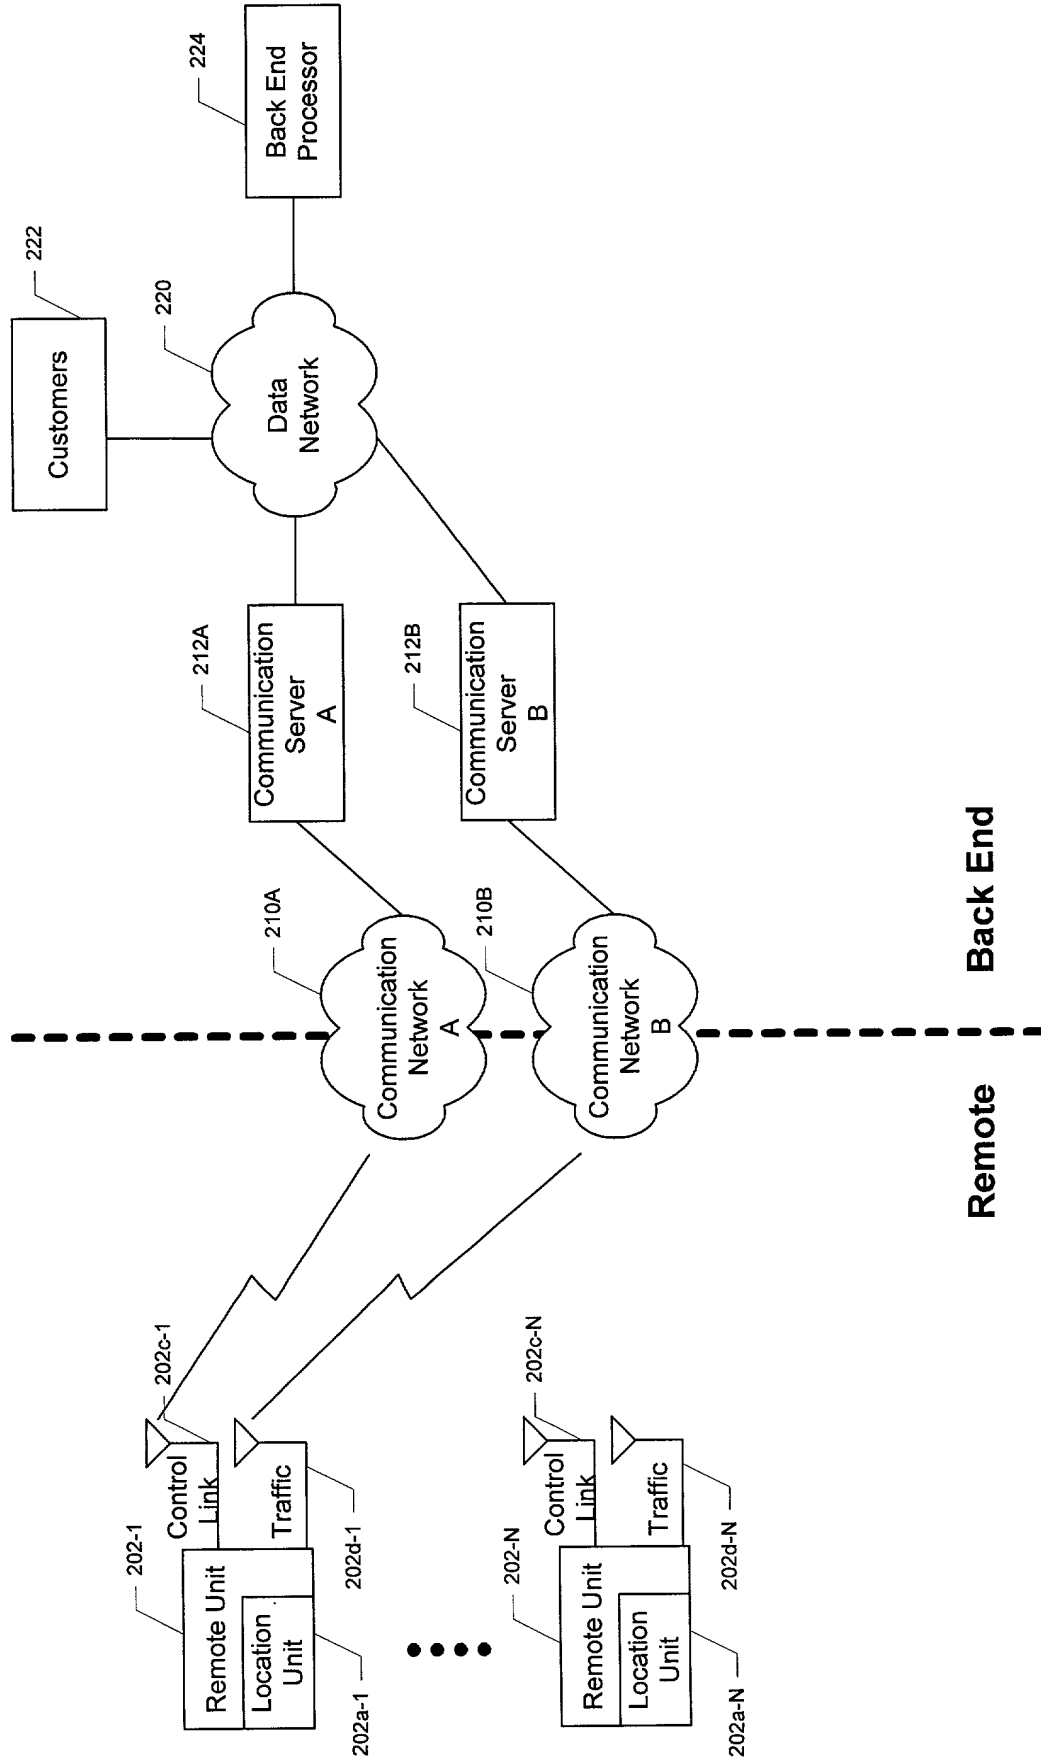 222
Customers
224
Back End
Processor
220
Data
Network
212A
Communication
Server
A
212B
Communication
Server
B
210A
Communication
Network
A
210B
Communication
Network
B
202c-1
Control
Link
202-1
Remote Unit
Location
Unit
Traffic
202d-1
202a-1
202c-N
Control
Link
202-N
Remote Unit
Location
Unit
Traffic
202d-N
202a-N
Remote
Back End